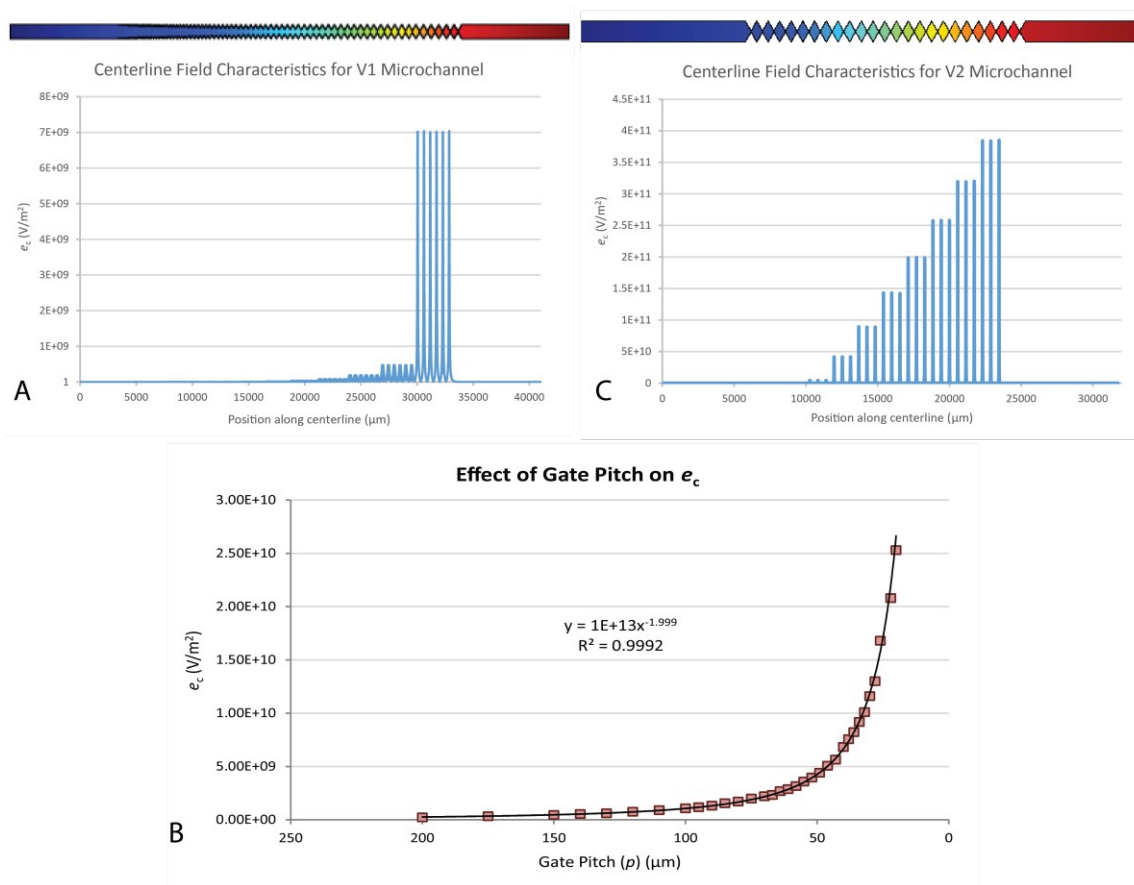 Centerline Field Characteristics for V1 Microchannel
8E+09
7E+09
6E+09
5E+09
4E+09
3E+09
2E+09
1E+09
1
e_c (V/m²)
0 5000 10000 15000 20000 25000 30000 35000 40000
Position along centerline (µm)
A
Centerline Field Characteristics for V2 Microchannel
4.5E+11
4E+11
3.5E+11
3E+11
2.5E+11
2E+11
1.5E+11
1E+11
5E+10
0
e_c (V/m²)
0 5000 10000 15000 20000 25000 30000
Position along centerline (µm)
C
Effect of Gate Pitch on e_c
3.00E+10
2.50E+10
2.00E+10
1.50E+10
1.00E+10
5.00E+09
0.00E+00
e_c (V/m²)
y = 1E+13x^-1.999
R² = 0.9992
250 200 150 100 50 0
Gate Pitch (p) (µm)
B